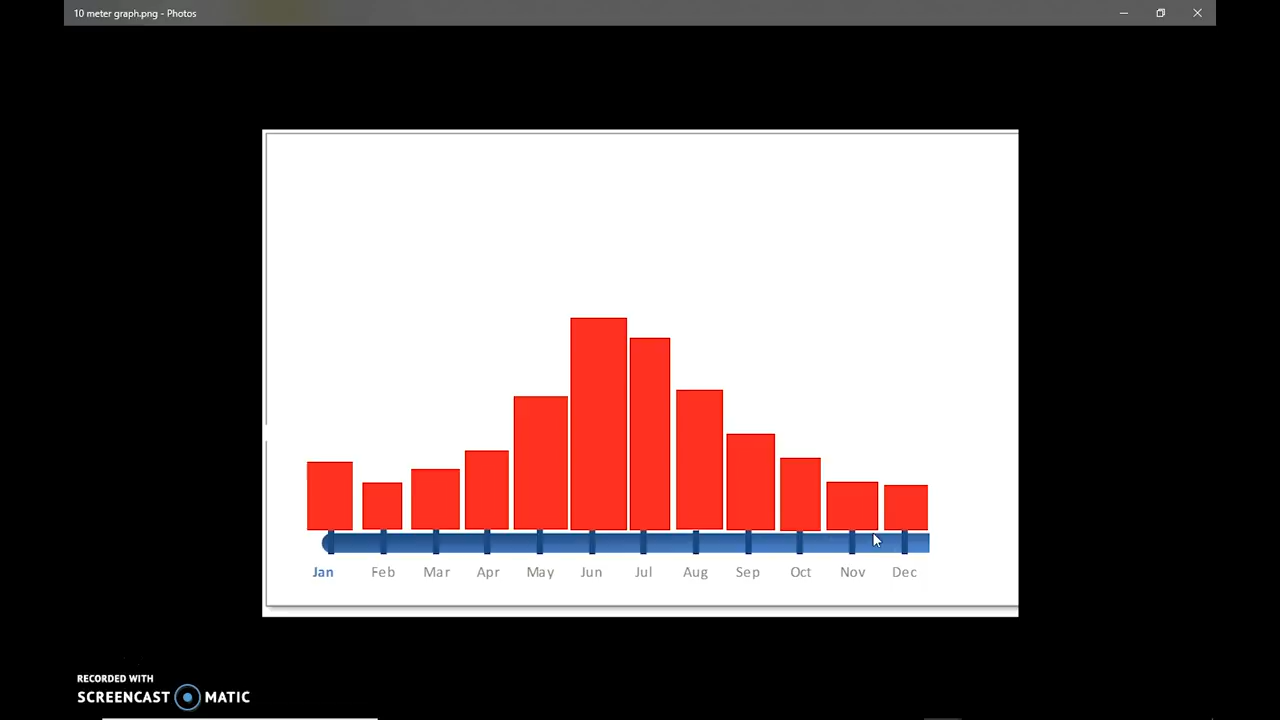 10 meter graph.png - Photos
Jan Feb Mar Apr May Jun Jul Aug Sep Oct Nov Dec
RECORDED WITH
SCREENCAST MATIC